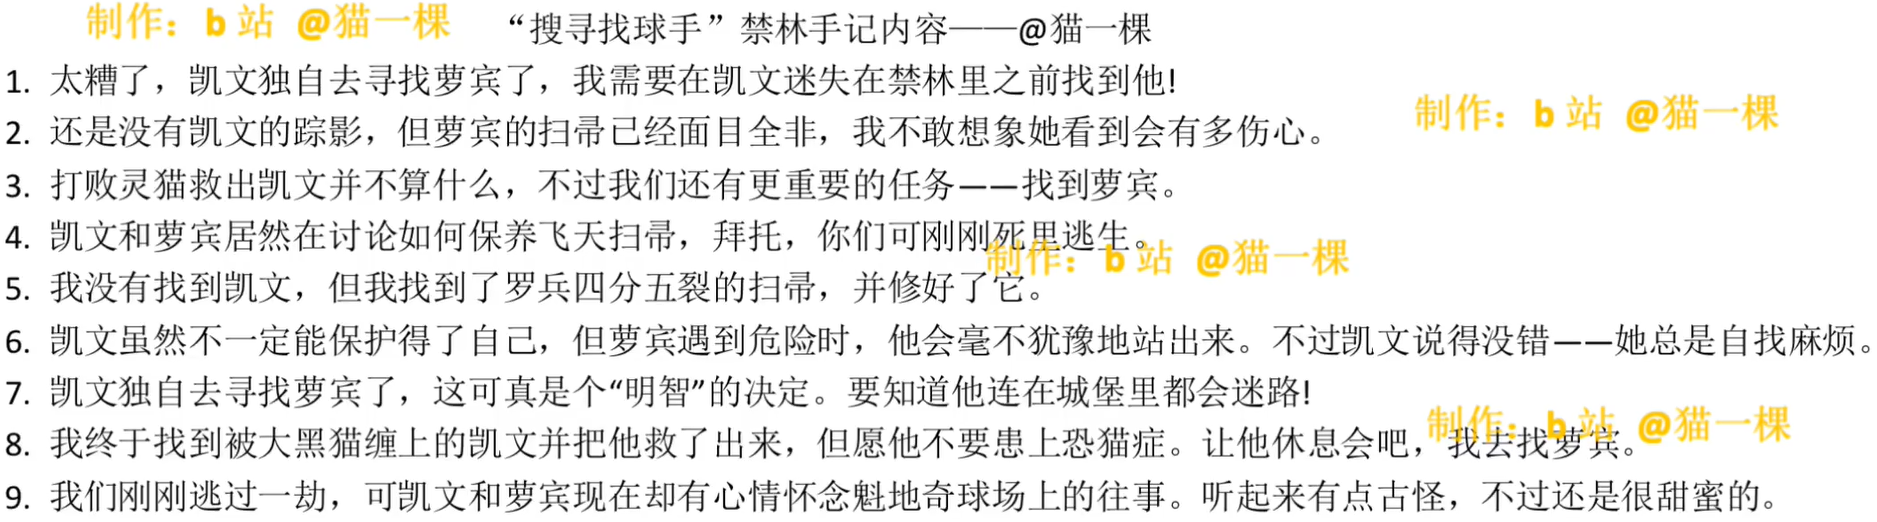 制作：b 站 @猫一棵
“搜寻找球手”禁林手记内容——@猫一棵
1. 太糟了，凯文独自去寻找萝宾了，我需要在凯文迷失在禁林里之前找到他!
制作：b 站 @猫一棵
2. 还是没有凯文的踪影，但萝宾的扫帚已经面目全非，我不敢想象她看到会有多伤心。
3. 打败灵猫救出凯文并不算什么，不过我们还有更重要的任务——找到萝宾。
4. 凯文和萝宾居然在讨论如何保养飞天扫帚，拜托，你们可刚刚死里逃生。
制作：b 站 @猫一棵
5. 我没有找到凯文，但我找到了罗兵四分五裂的扫帚，并修好了它。
6. 凯文虽然不一定能保护得了自己，但萝宾遇到危险时，他会毫不犹豫地站出来。不过凯文说得没错——她总是自找麻烦。
7. 凯文独自去寻找萝宾了，这可真是个“明智”的决定。要知道他连在城堡里都会迷路!
制作：b 站 @猫一棵
8. 我终于找到被大黑猫缠上的凯文并把他救了出来，但愿他不要患上恐猫症。让他休息会吧，我去找萝宾。
9. 我们刚刚逃过一劫，可凯文和萝宾现在却有心情怀念魁地奇球场上的往事。听起来有点古怪，不过还是很甜蜜的。